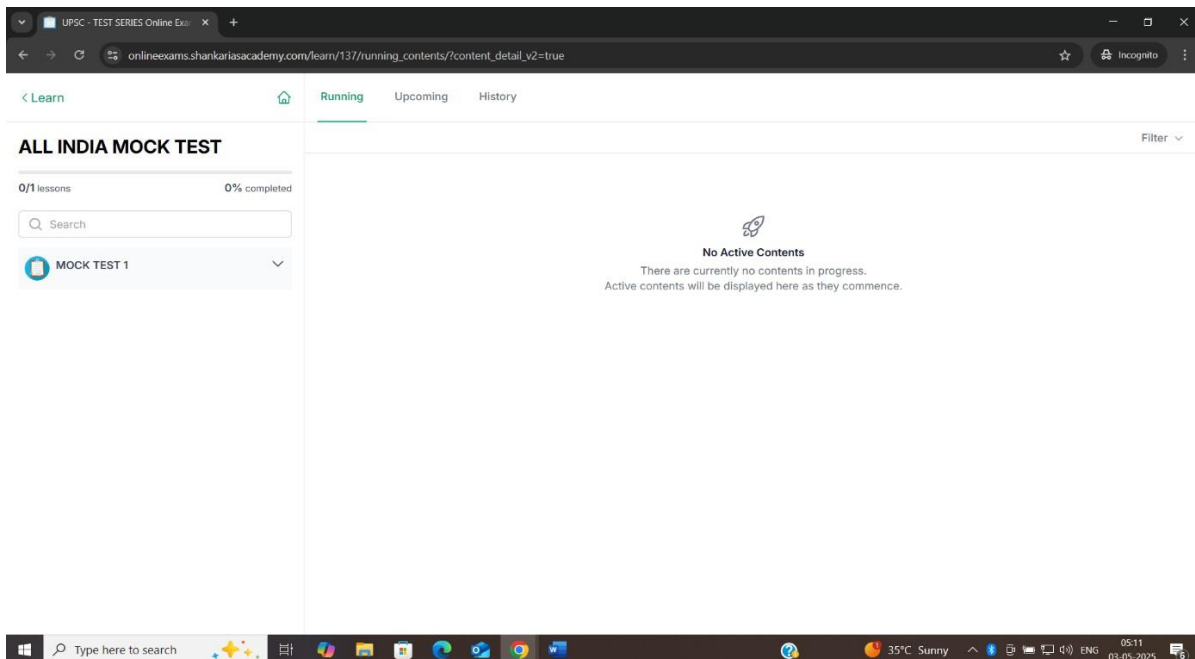 UPSC - TEST SERIES Online Exa
onlineexams.shankariasacademy.com/learn/137/running_contents/?content_detail_v2=true
Incognito
< Learn
Running Upcoming History
Filter
ALL INDIA MOCK TEST
0/1 lessons 0% completed
Search
MOCK TEST 1
No Active Contents
There are currently no contents in progress.
Active contents will be displayed here as they commence.
Type here to search
35°C Sunny
ENG
05:11
03-05-2025
6